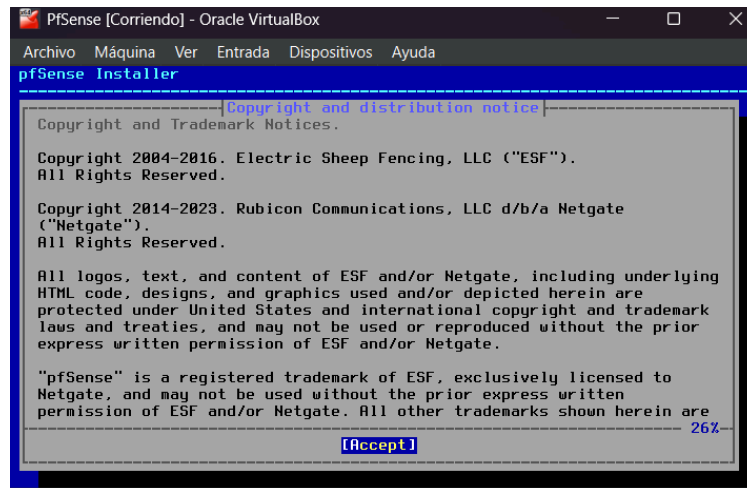 PfSense [Corriendo] - Oracle VirtualBox
Archivo Máquina Ver Entrada Dispositivos Ayuda
pfSense Installer
Copyright and distribution notice
Copyright and Trademark Notices.
Copyright 2004-2016. Electric Sheep Fencing, LLC ("ESF").
All Rights Reserved.
Copyright 2014-2023. Rubicon Communications, LLC d/b/a Netgate
("Netgate").
All Rights Reserved.
All logos, text, and content of ESF and/or Netgate, including underlying
HTML code, designs, and graphics used and/or depicted herein are
protected under United States and international copyright and trademark
laws and treaties, and may not be used or reproduced without the prior
express written permission of ESF and/or Netgate.
"pfSense" is a registered trademark of ESF, exclusively licensed to
Netgate, and may not be used without the prior express written
permission of ESF and/or Netgate. All other trademarks shown herein are
26%
[Accept]